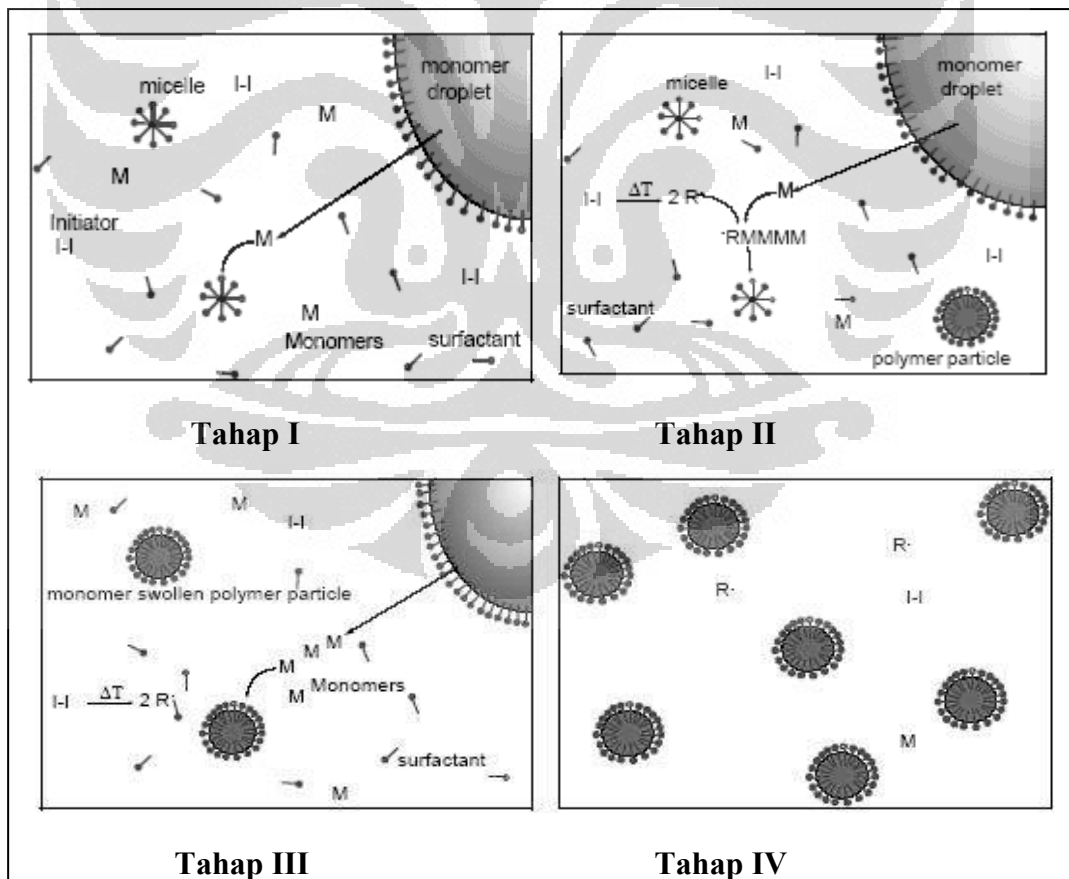 micelle
I-I
monomer
droplet
M
M
Initiator
I-I
M
I-I
M
Monomers
surfactant
Tahap I
micelle
I-I
monomer
droplet
M
I-I ΔT 2 R·
M
·RMMMM
I-I
surfactant
M
polymer particle
Tahap II
M
M
I-I
monomer swollen polymer particle
M
M
M
M
Monomers
I-I ΔT 2 R·
surfactant
M
Tahap III
R·
R·
I-I
M
Tahap IV